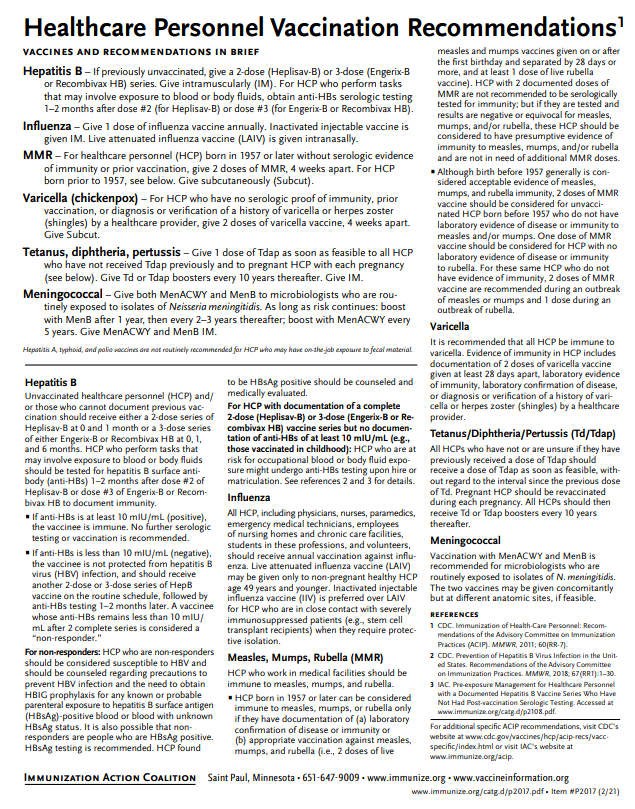 Healthcare Personnel Vaccination Recommendations¹
VACCINES AND RECOMMENDATIONS IN BRIEF
Hepatitis B – If previously unvaccinated, give a 2-dose (Heplisav-B) or 3-dose (Engerix-B
or Recombivax HB) series. Give intramuscularly (IM). For HCP who perform tasks
that may involve exposure to blood or body fluids, obtain anti-HBs serologic testing
1–2 months after dose #2 (for Heplisav-B) or dose #3 (for Engerix-B or Recombivax HB).
Influenza – Give 1 dose of influenza vaccine annually. Inactivated injectable vaccine is
given IM. Live attenuated influenza vaccine (LAIV) is given intranasally.
MMR – For healthcare personnel (HCP) born in 1957 or later without serologic evidence
of immunity or prior vaccination, give 2 doses of MMR, 4 weeks apart. For HCP
born prior to 1957, see below. Give subcutaneously (Subcut).
Varicella (chickenpox) – For HCP who have no serologic proof of immunity, prior
vaccination, or diagnosis or verification of a history of varicella or herpes zoster
(shingles) by a healthcare provider, give 2 doses of varicella vaccine, 4 weeks apart.
Give Subcut.
Tetanus, diphtheria, pertussis – Give 1 dose of Tdap as soon as feasible to all HCP
who have not received Tdap previously and to pregnant HCP with each pregnancy
(see below). Give Td or Tdap boosters every 10 years thereafter. Give IM.
Meningococcal – Give both MenACWY and MenB to microbiologists who are rou-
tinely exposed to isolates of Neisseria meningitidis. As long as risk continues: boost
with MenB after 1 year, then every 2–3 years thereafter; boost with MenACWY every
5 years. Give MenACWY and MenB IM.
Hepatitis A, typhoid, and polio vaccines are not routinely recommended for HCP who may have on-the-job exposure to fecal material.
Hepatitis B
Unvaccinated healthcare personnel (HCP) and/
or those who cannot document previous vac-
cination should receive either a 2-dose series of
Heplisav-B at 0 and 1 month or a 3-dose series
of either Engerix-B or Recombivax HB at 0, 1,
and 6 months. HCP who perform tasks that
may involve exposure to blood or body fluids
should be tested for hepatitis B surface anti-
body (anti-HBs) 1–2 months after dose #2 of
Heplisav-B or dose #3 of Engerix-B or Recom-
bivax HB to document immunity.
▪ If anti-HBs is at least 10 mIU/mL (positive),
the vaccinee is immune. No further serologic
testing or vaccination is recommended.
▪ If anti-HBs is less than 10 mIU/mL (negative),
the vaccinee is not protected from hepatitis B
virus (HBV) infection, and should receive
another 2-dose or 3-dose series of HepB
vaccine on the routine schedule, followed by
anti-HBs testing 1–2 months later. A vaccinee
whose anti-HBs remains less than 10 mIU/
mL after 2 complete series is considered a
“non-responder.”
For non-responders: HCP who are non-responders
should be considered susceptible to HBV and
should be counseled regarding precautions to
prevent HBV infection and the need to obtain
HBIG prophylaxis for any known or probable
parenteral exposure to hepatitis B surface antigen
(HBsAg)-positive blood or blood with unknown
HBsAg status. It is also possible that non-
responders are people who are HBsAg positive.
HBsAg testing is recommended. HCP found
to be HBsAg positive should be counseled and
medically evaluated.
For HCP with documentation of a complete
2-dose (Heplisav-B) or 3-dose (Engerix-B or Re-
combivax HB) vaccine series but no documen-
tation of anti-HBs of at least 10 mIU/mL (e.g.,
those vaccinated in childhood): HCP who are at
risk for occupational blood or body fluid expo-
sure might undergo anti-HBs testing upon hire or
matriculation. See references 2 and 3 for details.
Influenza
All HCP, including physicians, nurses, paramedics,
emergency medical technicians, employees
of nursing homes and chronic care facilities,
students in these professions, and volunteers,
should receive annual vaccination against influ-
enza. Live attenuated influenza vaccine (LAIV)
may be given only to non-pregnant healthy HCP
age 49 years and younger. Inactivated injectable
influenza vaccine (IIV) is preferred over LAIV
for HCP who are in close contact with severely
immunosuppressed patients (e.g., stem cell
transplant recipients) when they require protec-
tive isolation.
Measles, Mumps, Rubella (MMR)
HCP who work in medical facilities should be
immune to measles, mumps, and rubella.
▪ HCP born in 1957 or later can be considered
immune to measles, mumps, or rubella only
if they have documentation of (a) laboratory
confirmation of disease or immunity or
(b) appropriate vaccination against measles,
mumps, and rubella (i.e., 2 doses of live
measles and mumps vaccines given on or after
the first birthday and separated by 28 days or
more, and at least 1 dose of live rubella
vaccine). HCP with 2 documented doses of
MMR are not recommended to be serologically
tested for immunity; but if they are tested and
results are negative or equivocal for measles,
mumps, and/or rubella, these HCP should be
considered to have presumptive evidence of
immunity to measles, mumps, and/or rubella
and are not in need of additional MMR doses.
▪ Although birth before 1957 generally is con-
sidered acceptable evidence of measles,
mumps, and rubella immunity, 2 doses of MMR
vaccine should be considered for unvacci-
nated HCP born before 1957 who do not have
laboratory evidence of disease or immunity
to measles and/or mumps. One dose of MMR
vaccine should be considered for HCP with no
laboratory evidence of disease or immunity
to rubella. For these same HCP who do not
have evidence of immunity, 2 doses of MMR
vaccine are recommended during an outbreak
of measles or mumps and 1 dose during an
outbreak of rubella.
Varicella
It is recommended that all HCP be immune to
varicella. Evidence of immunity in HCP includes
documentation of 2 doses of varicella vaccine
given at least 28 days apart, laboratory evidence
of immunity, laboratory confirmation of disease,
or diagnosis or verification of a history of vari-
cella or herpes zoster (shingles) by a healthcare
provider.
Tetanus/Diphtheria/Pertussis (Td/Tdap)
All HCPs who have not or are unsure if they have
previously received a dose of Tdap should
receive a dose of Tdap as soon as feasible, with-
out regard to the interval since the previous dose
of Td. Pregnant HCP should be revaccinated
during each pregnancy. All HCPs should then
receive Td or Tdap boosters every 10 years
thereafter.
Meningococcal
Vaccination with MenACWY and MenB is
recommended for microbiologists who are
routinely exposed to isolates of N. meningitidis.
The two vaccines may be given concomitantly
but at different anatomic sites, if feasible.
REFERENCES
1 CDC. Immunization of Health-Care Personnel: Recom-
mendations of the Advisory Committee on Immunization
Practices (ACIP). MMWR, 2011; 60(RR-7).
2 CDC. Prevention of Hepatitis B Virus Infection in the Unit-
ed States. Recommendations of the Advisory Committee
on Immunization Practices. MMWR, 2018; 67(RR1):1–30.
3 IAC. Pre-exposure Management for Healthcare Personnel
with a Documented Hepatitis B Vaccine Series Who Have
Not Had Post-vaccination Serologic Testing. Accessed at
www.immunize.org/catg.d/p2108.pdf.
For additional specific ACIP recommendations, visit CDC's
website at www.cdc.gov/vaccines/hcp/acip-recs/vacc-
specific/index.html or visit IAC's website at
www.immunize.org/acip.
IMMUNIZATION ACTION COALITION Saint Paul, Minnesota • 651-647-9009 • www.immunize.org • www.vaccineinformation.org
www.immunize.org/catg.d/p2017.pdf • Item #P2017 (2/21)